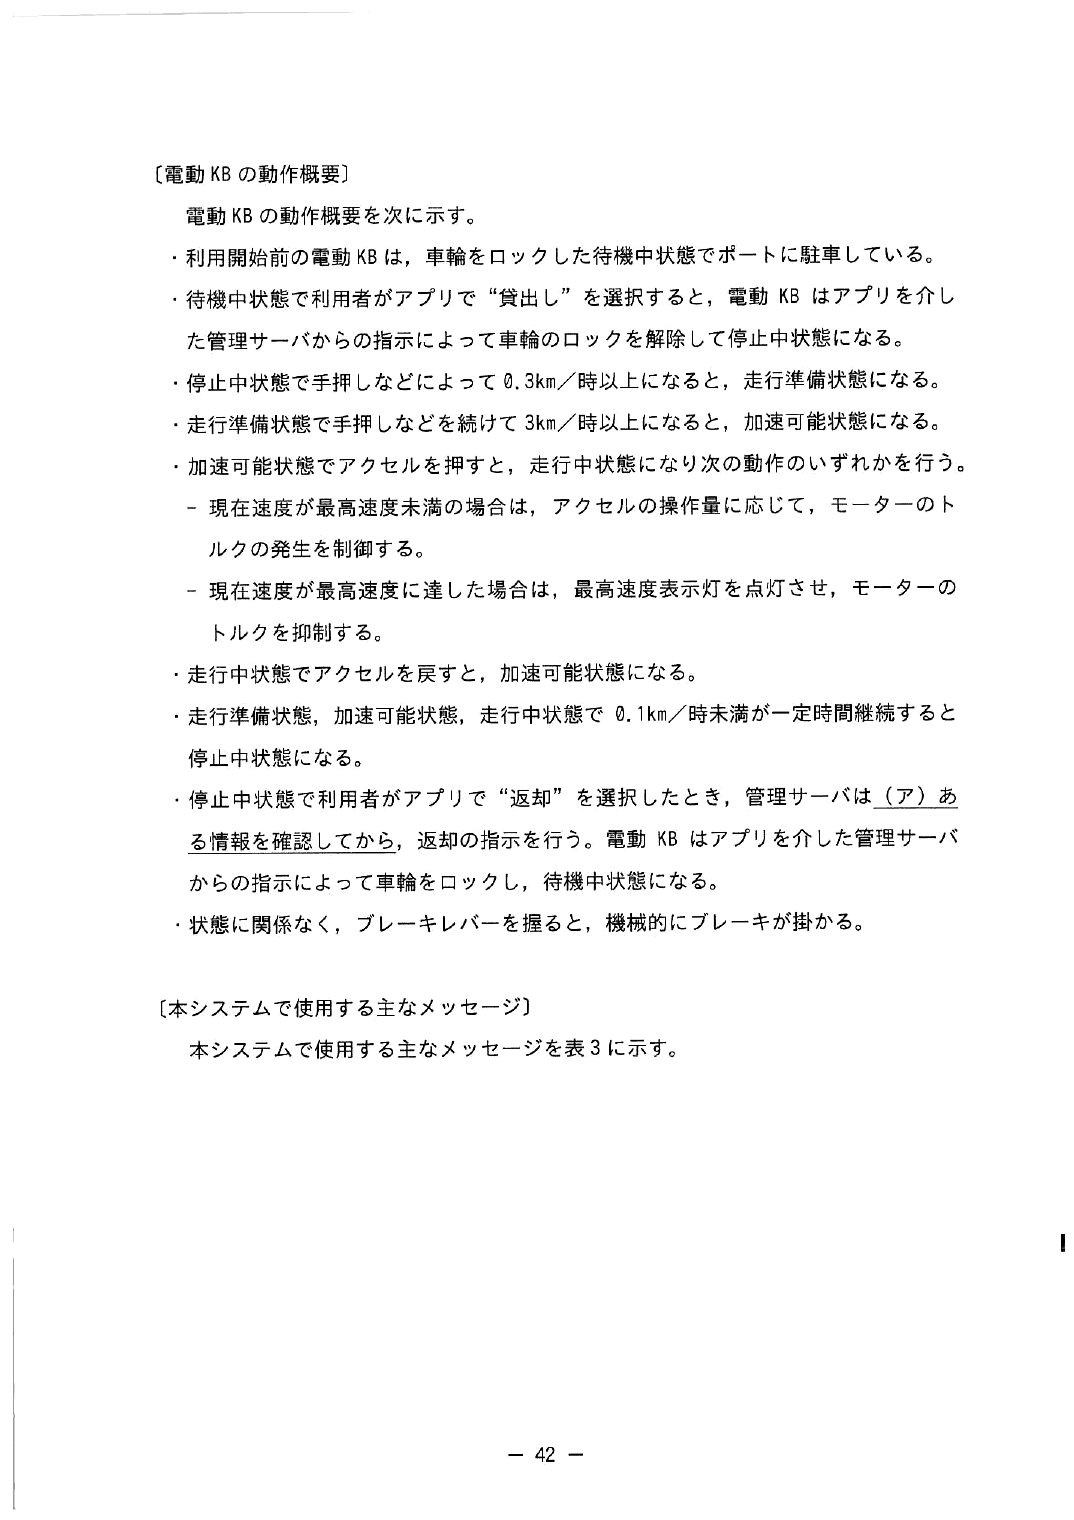 〔電動 KB の動作概要〕
電動 KB の動作概要を次に示す。
・利用開始前の電動 KB は，車輪をロックした待機中状態でポートに駐車している。
・待機中状態で利用者がアプリで“貸出し”を選択すると，電動 KB はアプリを介し
た管理サーバからの指示によって車輪のロックを解除して停止中状態になる。
・停止中状態で手押しなどによって 0.3km／時以上になると，走行準備状態になる。
・走行準備状態で手押しなどを続けて 3km／時以上になると，加速可能状態になる。
・加速可能状態でアクセルを押すと，走行中状態になり次の動作のいずれかを行う。
− 現在速度が最高速度未満の場合は，アクセルの操作量に応じて，モーターのト
ルクの発生を制御する。
− 現在速度が最高速度に達した場合は，最高速度表示灯を点灯させ，モーターの
トルクを抑制する。
・走行中状態でアクセルを戻すと，加速可能状態になる。
・走行準備状態，加速可能状態，走行中状態で 0.1km／時未満が一定時間継続すると
停止中状態になる。
・停止中状態で利用者がアプリで“返却”を選択したとき，管理サーバは（ア）あ
る情報を確認してから，返却の指示を行う。電動 KB はアプリを介した管理サーバ
からの指示によって車輪をロックし，待機中状態になる。
・状態に関係なく，ブレーキレバーを握ると，機械的にブレーキが掛かる。
〔本システムで使用する主なメッセージ〕
本システムで使用する主なメッセージを表 3 に示す。
− 42 −